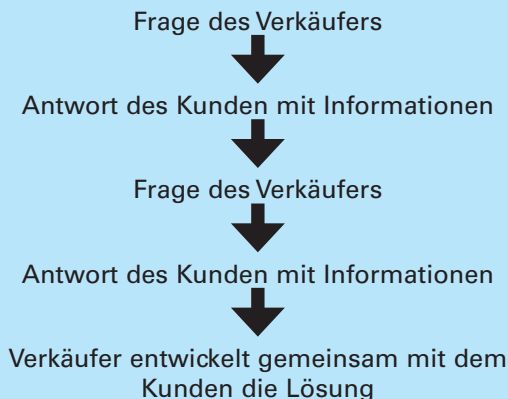 Frage des Verkäufers
Antwort des Kunden mit Informationen
Frage des Verkäufers
Antwort des Kunden mit Informationen
Verkäufer entwickelt gemeinsam mit dem
Kunden die Lösung